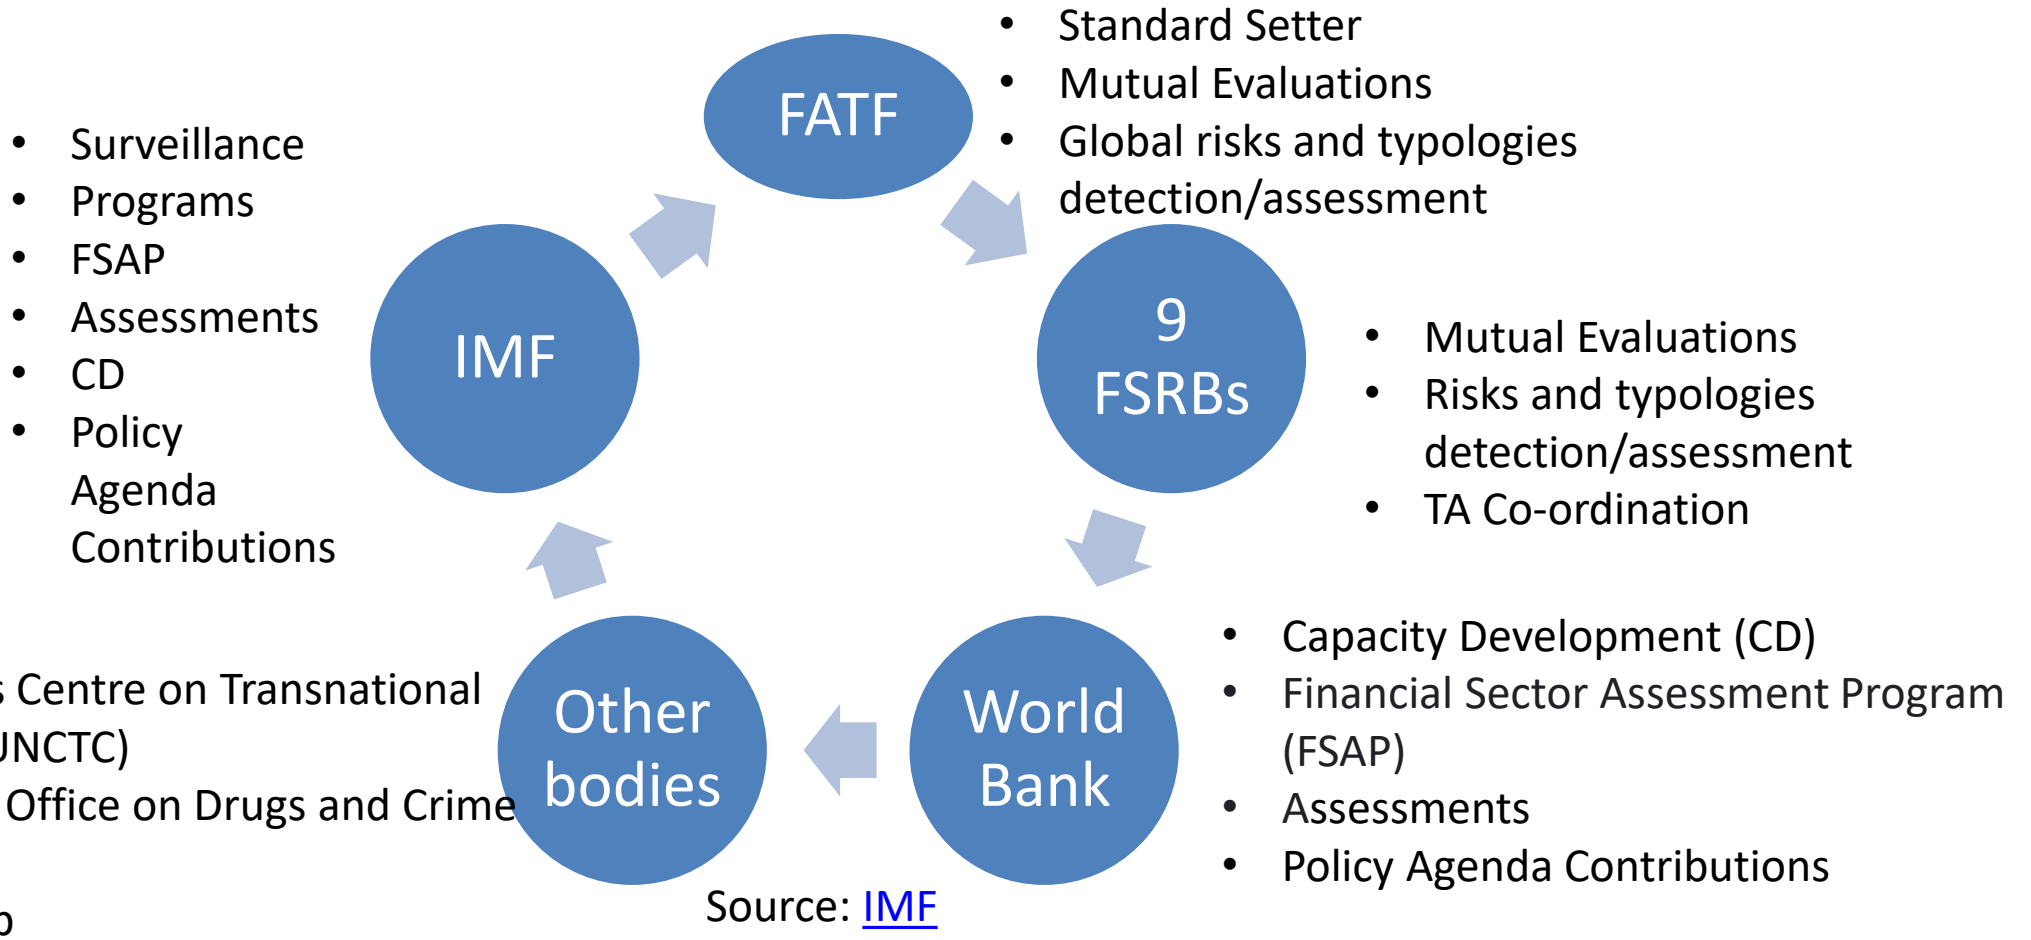 • Standard Setter
• Mutual Evaluations
• Global risks and typologies
detection/assessment
FATF
• Surveillance
• Programs
• FSAP
• Assessments
• CD
• Policy
Agenda
Contributions
IMF
9
FSRBs
• Mutual Evaluations
• Risks and typologies
detection/assessment
• TA Co-ordination
• Capacity Development (CD)
• Financial Sector Assessment Program
(FSAP)
• Assessments
• Policy Agenda Contributions
World
Bank
Other
bodies
s Centre on Transnational
UNCTC)
Office on Drugs and Crime
Source: IMF